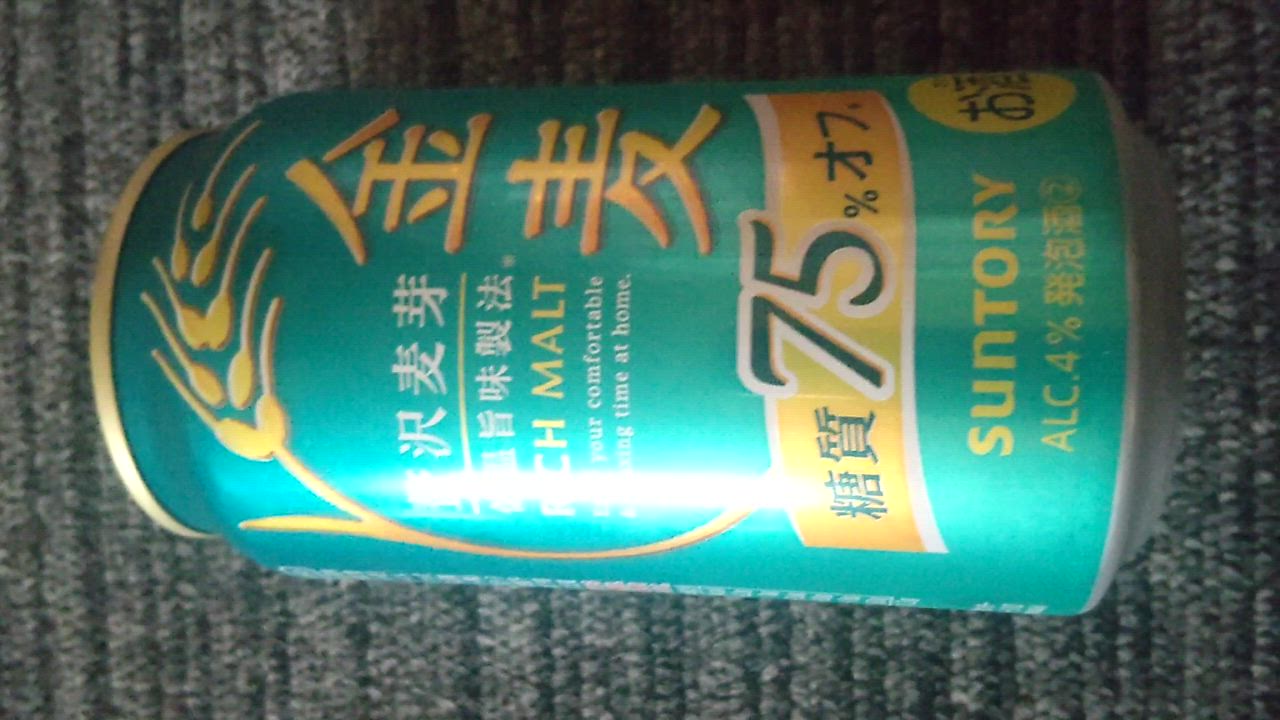 金麦
贅沢麦芽
旨味製法
RICH MALT
your comfortable
time at home.
糖質75%オフ
SUNTORY
ALC.4% 発泡酒②
お酒